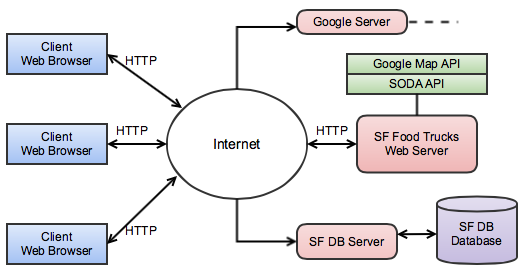 Google Server
Client
Web Browser
HTTP
Google Map API
SODA API
Client
Web Browser
HTTP
Internet
HTTP
SF Food Trucks
Web Server
Client
Web Browser
HTTP
SF DB Server
SF DB
Database